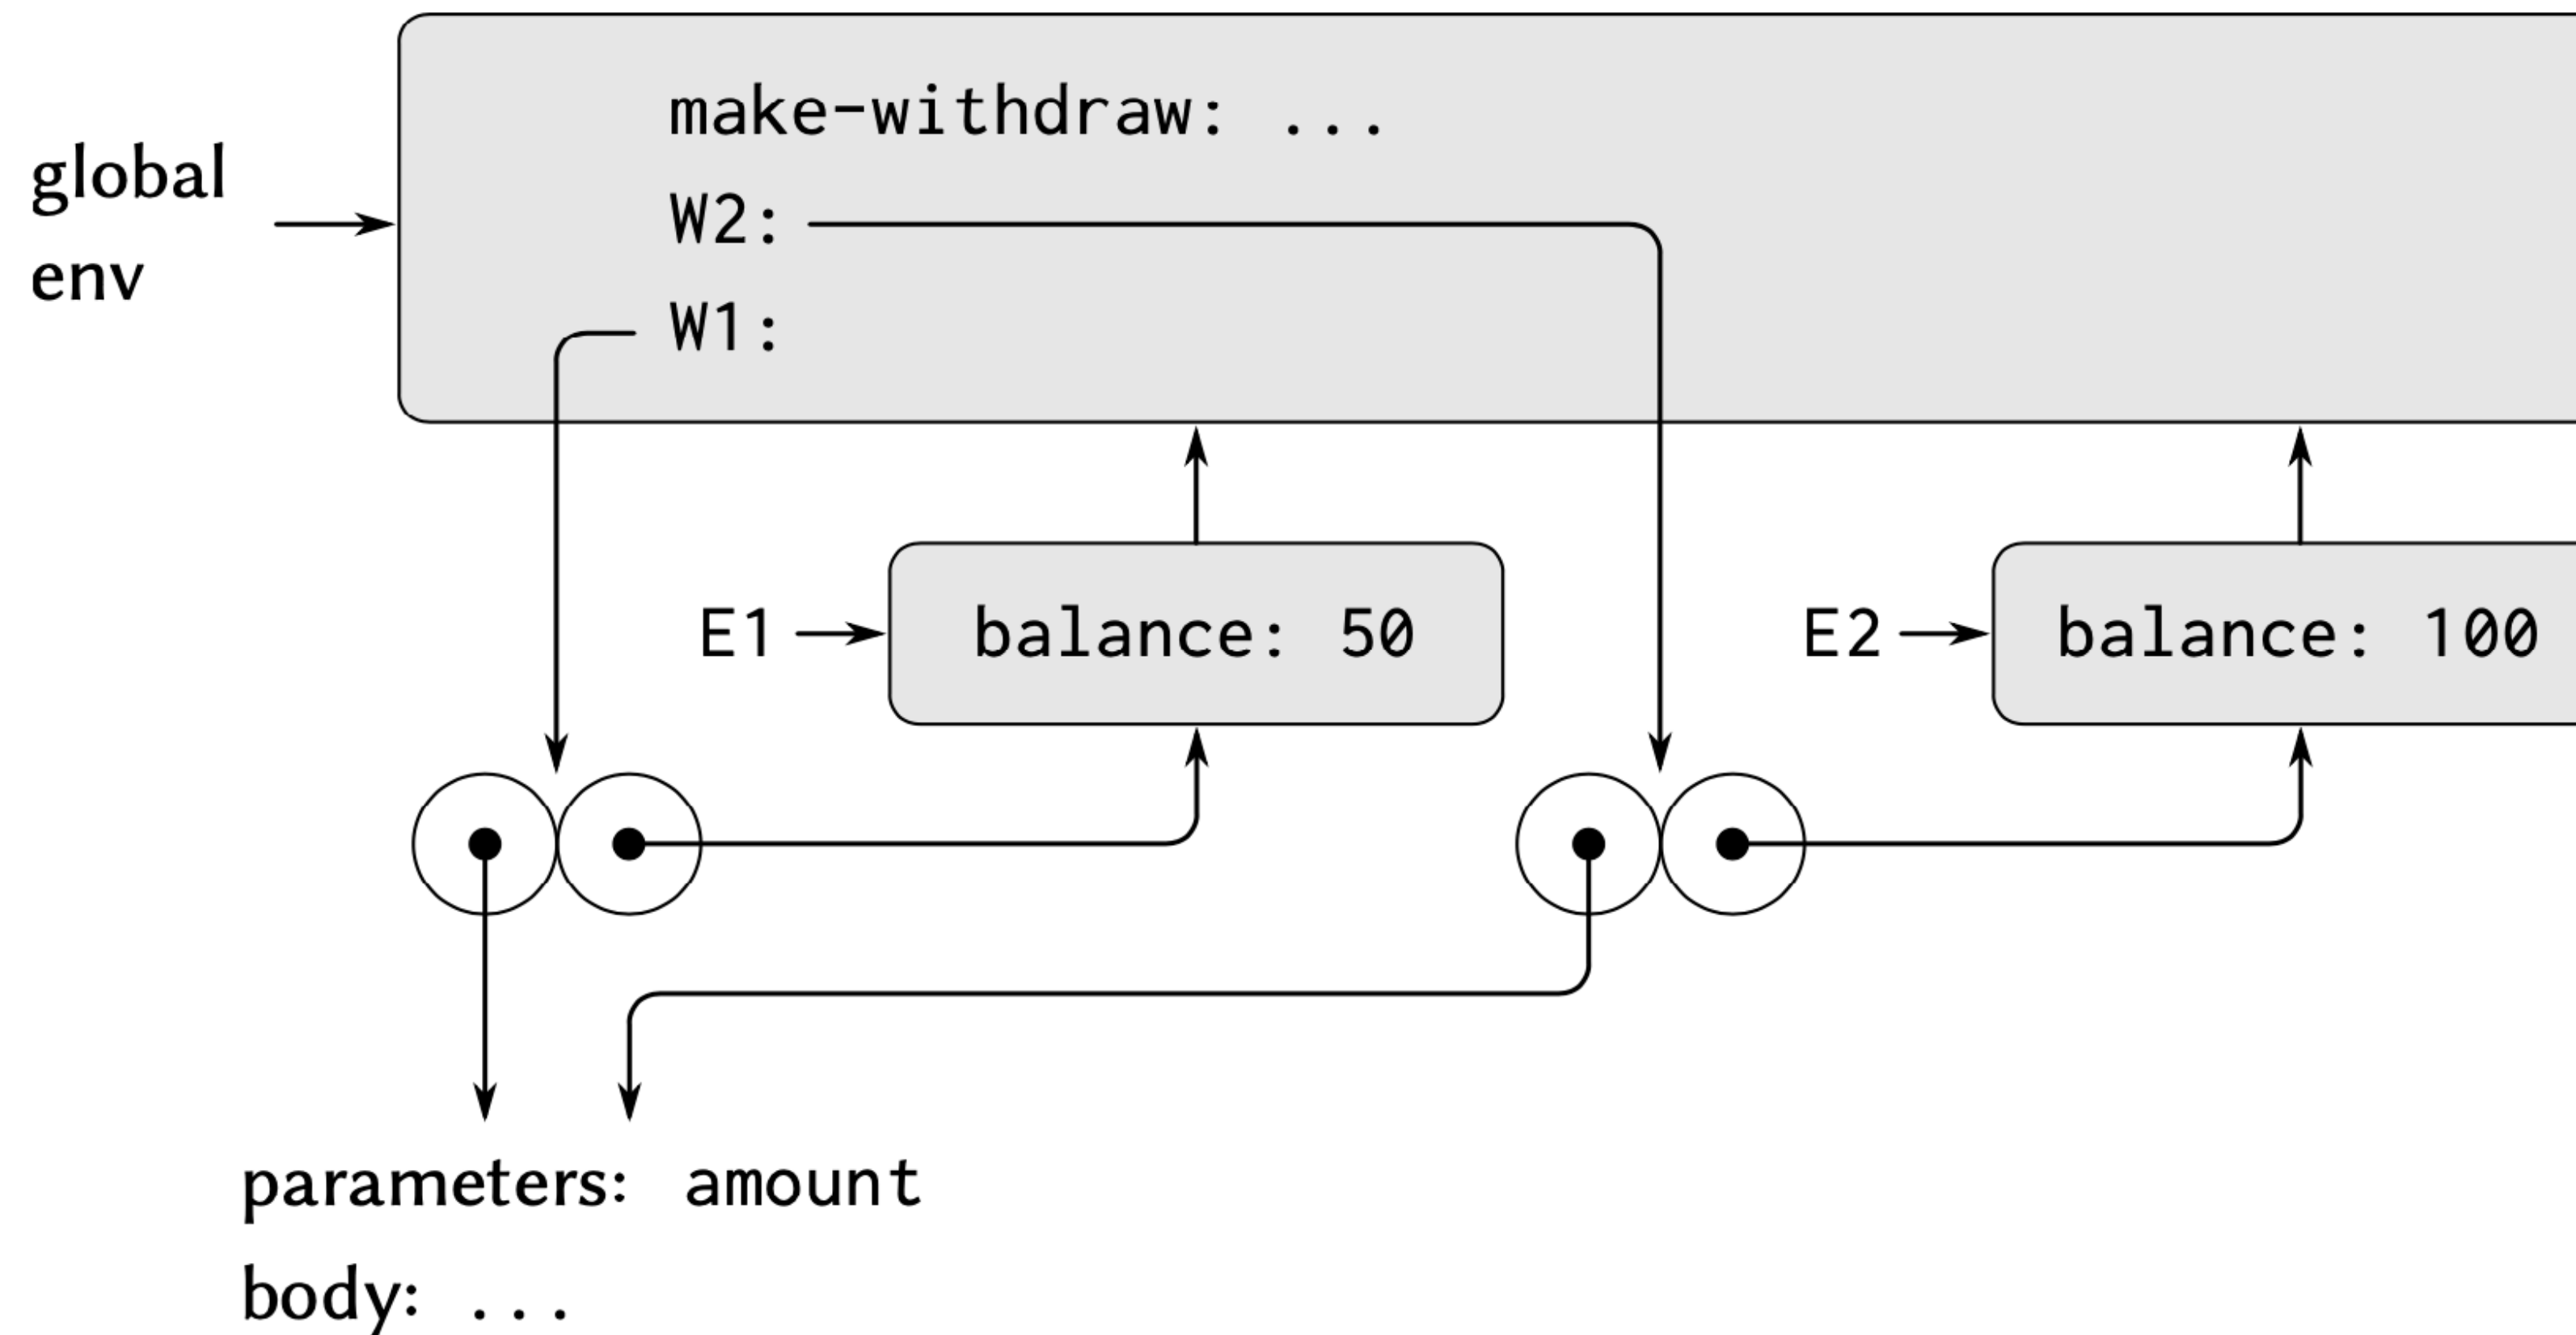 make-withdraw: ...
global
env
W2:
W1:
E1
balance: 50
E2
balance: 100
parameters: amount
body: ...